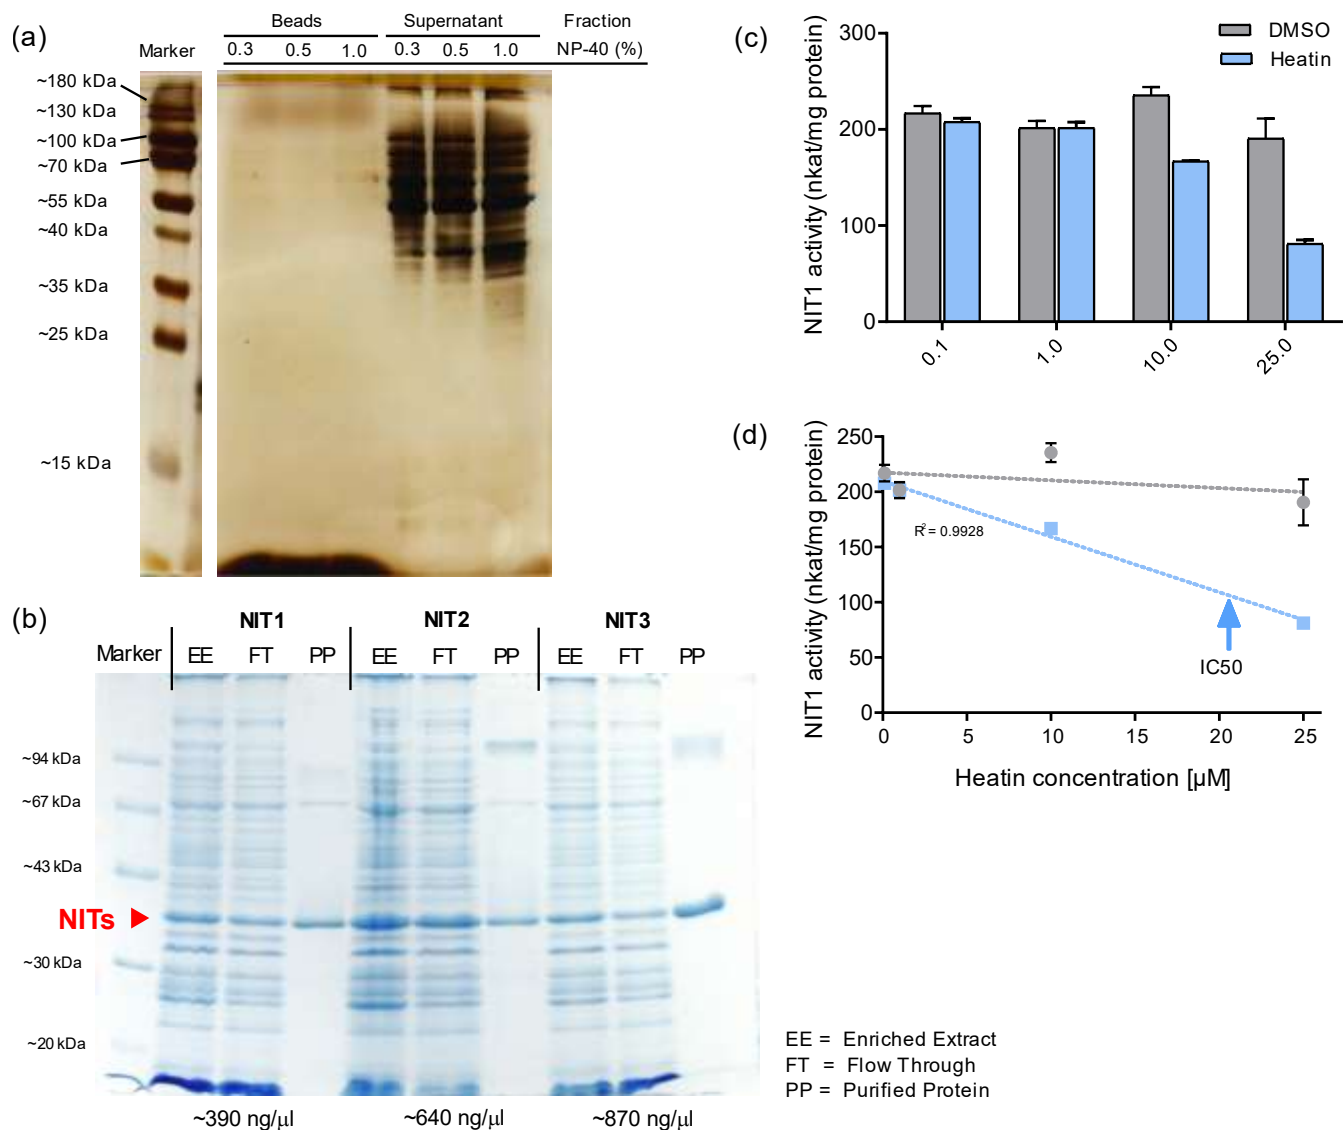 (a)
Beads Supernatant Fraction
Marker 0.3 0.5 1.0 0.3 0.5 1.0 NP-40 (%)
~180 kDa
~130 kDa
~100 kDa
~70 kDa
~55 kDa
~40 kDa
~35 kDa
~25 kDa
~15 kDa
(b)
NIT1 NIT2 NIT3
Marker EE FT PP EE FT PP EE FT PP
~94 kDa
~67 kDa
~43 kDa
NITs
~30 kDa
~20 kDa
~390 ng/µl ~640 ng/µl ~870 ng/µl
(c)
DMSO
Heatin
NIT1 activity (nkat/mg protein)
300
200
100
0
0.1 1.0 10.0 25.0
(d)
NIT1 activity (nkat/mg protein)
250
200
150
100
50
0
R² = 0.9928
IC50
0 5 10 15 20 25
Heatin concentration [µM]
EE = Enriched Extract
FT = Flow Through
PP = Purified Protein